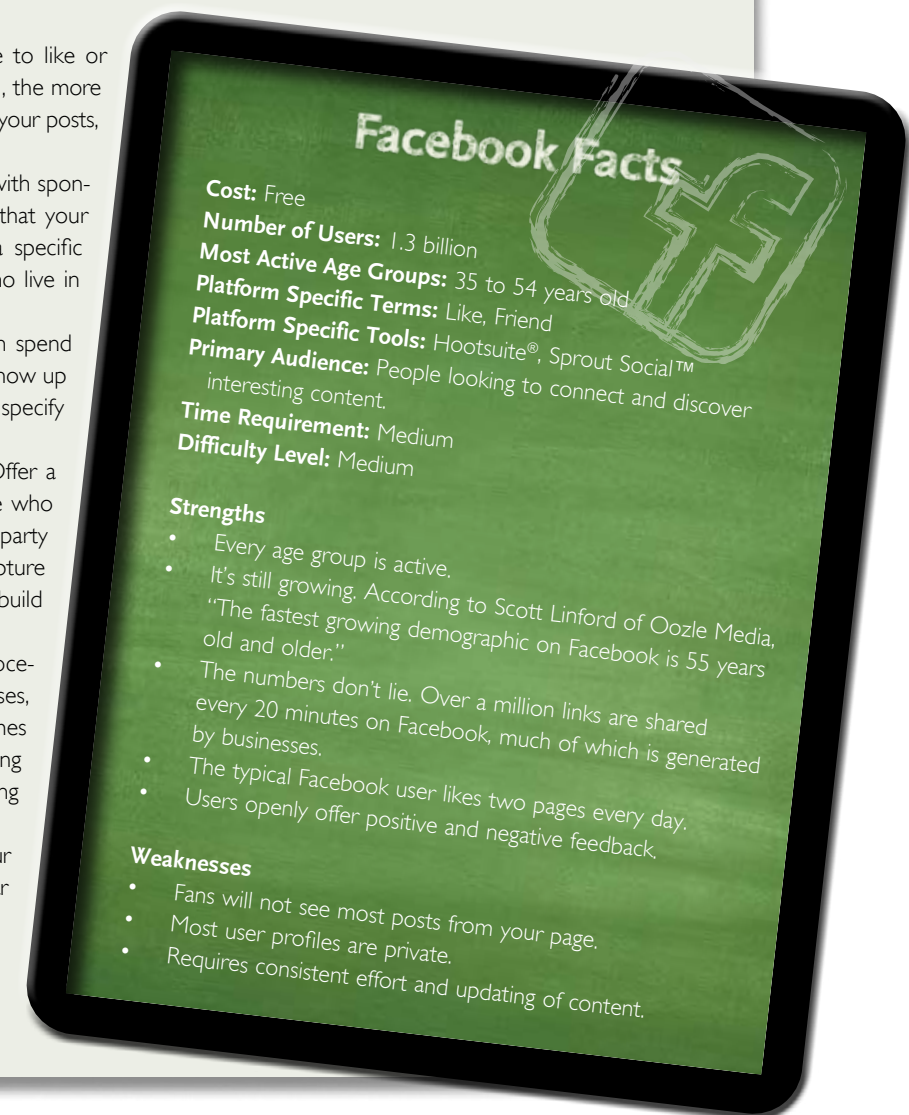 e to like or
, the more
your posts,
with spon-
that your
a specific
no live in
n spend
now up
specify
Offer a
e who
party
pture
build
oce-
ses,
nes
ng
ng
ur
r
Facebook Facts
Cost: Free
Number of Users: 1.3 billion
Most Active Age Groups: 35 to 54 years old
Platform Specific Terms: Like, Friend
Platform Specific Tools: Hootsuite®, Sprout Social™
Primary Audience: People looking to connect and discover
interesting content.
Time Requirement: Medium
Difficulty Level: Medium
Strengths
• Every age group is active.
• It's still growing. According to Scott Linford of Oozle Media,
“The fastest growing demographic on Facebook is 55 years
old and older.”
• The numbers don't lie. Over a million links are shared
every 20 minutes on Facebook, much of which is generated
by businesses.
• The typical Facebook user likes two pages every day.
• Users openly offer positive and negative feedback.
Weaknesses
• Fans will not see most posts from your page.
• Most user profiles are private.
• Requires consistent effort and updating of content.